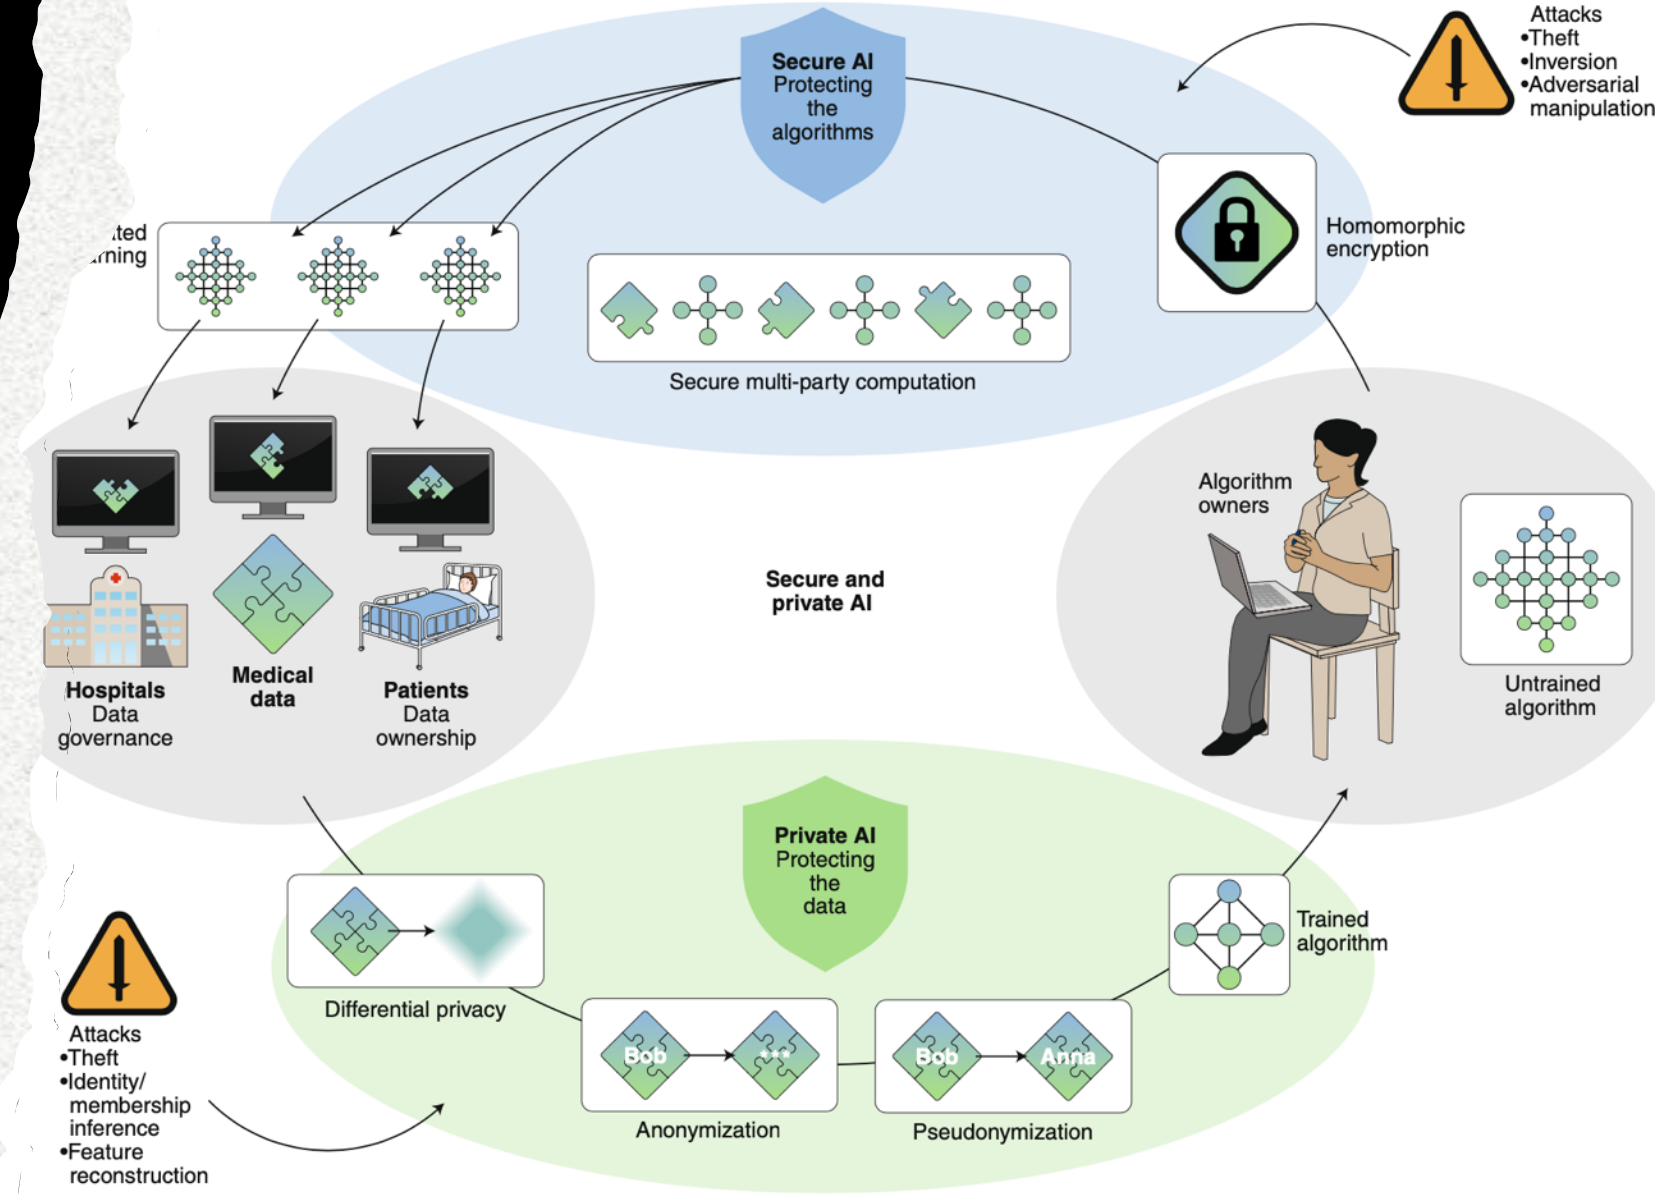 Secure AI
Protecting
the
algorithms
Attacks
•Theft
•Inversion
•Adversarial
manipulation
Homomorphic
encryption
Secure multi-party computation
Algorithm
owners
Untrained
algorithm
Secure and
private AI
Hospitals
Data
governance
Medical
data
Patients
Data
ownership
Private AI
Protecting
the
data
Differential privacy
Bob
***
Anonymization
Bob
Anna
Pseudonymization
Trained
algorithm
Attacks
•Theft
•Identity/
membership
inference
•Feature
reconstruction